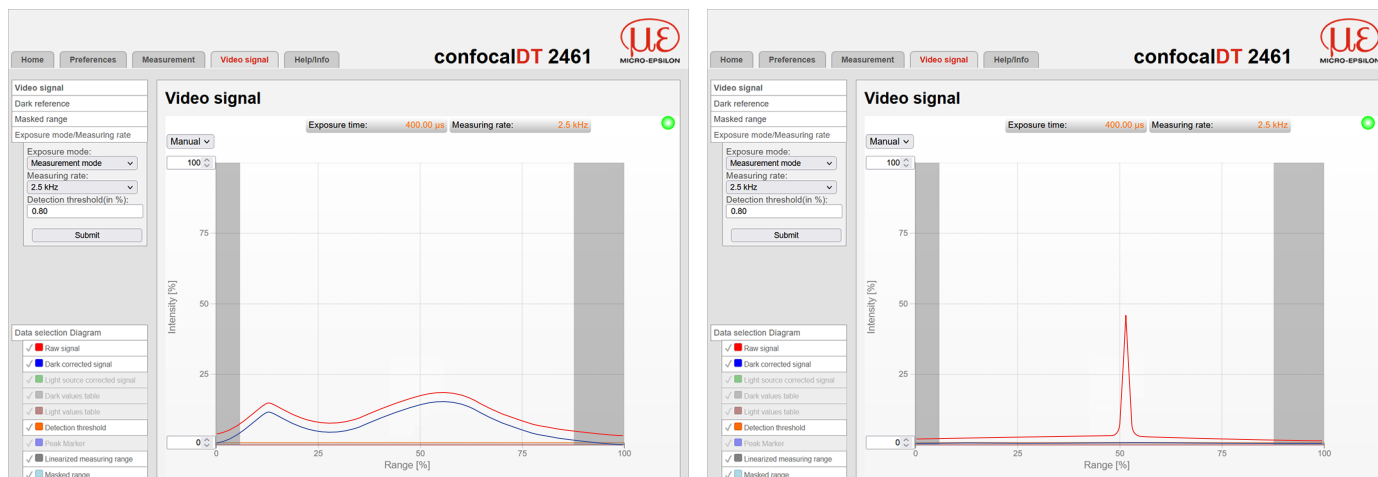 με
MICRO-EPSILON
confocalDT 2461
Home
Preferences
Measurement
Video signal
Help/Info
Video signal
Dark reference
Masked range
Exposure mode/Measuring rate
Exposure mode:
Measurement mode
Measuring rate:
2.5 kHz
Detection threshold(in %):
0.80
Submit
Data selection Diagram
Raw signal
Dark corrected signal
Light source corrected signal
Dark values table
Light values table
Detection threshold
Peak Marker
Linearized measuring range
Masked range
Video signal
Exposure time: 400.00 µs
Measuring rate: 2.5 kHz
Manual
100
75
50
25
0
Intensity [%]
0 25 50 75 100
Range [%]
με
MICRO-EPSILON
confocalDT 2461
Home
Preferences
Measurement
Video signal
Help/Info
Video signal
Dark reference
Masked range
Exposure mode/Measuring rate
Exposure mode:
Measurement mode
Measuring rate:
2.5 kHz
Detection threshold(in %):
0.80
Submit
Data selection Diagram
Raw signal
Dark corrected signal
Light source corrected signal
Dark values table
Light values table
Detection threshold
Peak Marker
Linearized measuring range
Masked range
Video signal
Exposure time: 400.00 µs
Measuring rate: 2.5 kHz
Manual
100
75
50
25
0
Intensity [%]
0 25 50 75 100
Range [%]